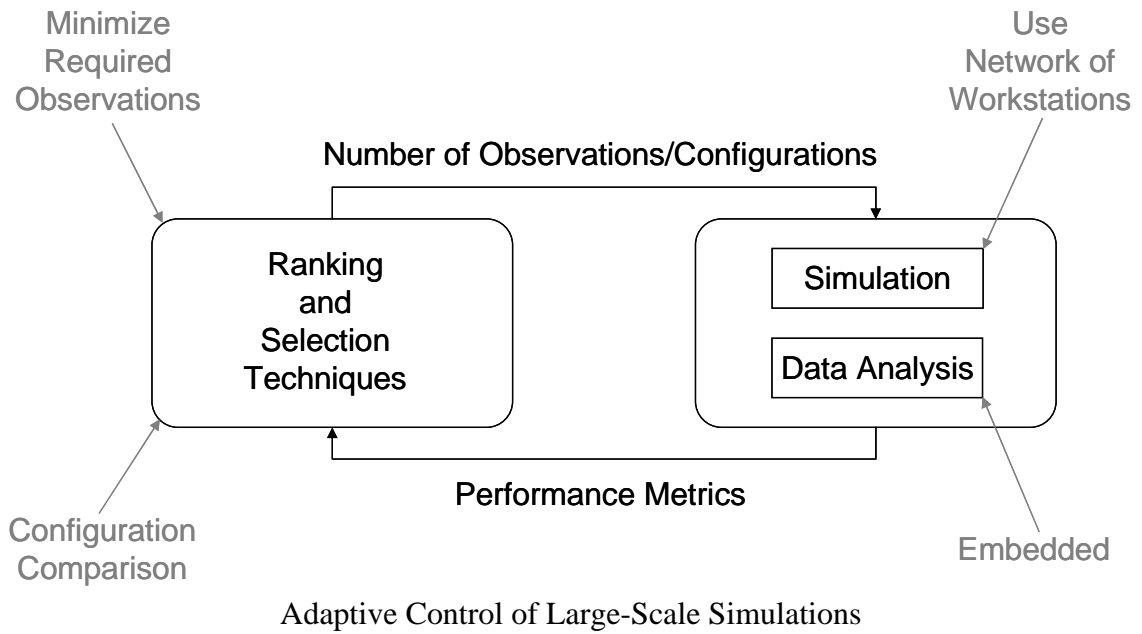 Minimize
Required
Observations
Use
Network of
Workstations
Number of Observations/Configurations
Ranking
and
Selection
Techniques
Simulation
Data Analysis
Performance Metrics
Configuration
Comparison
Embedded
Adaptive Control of Large-Scale Simulations